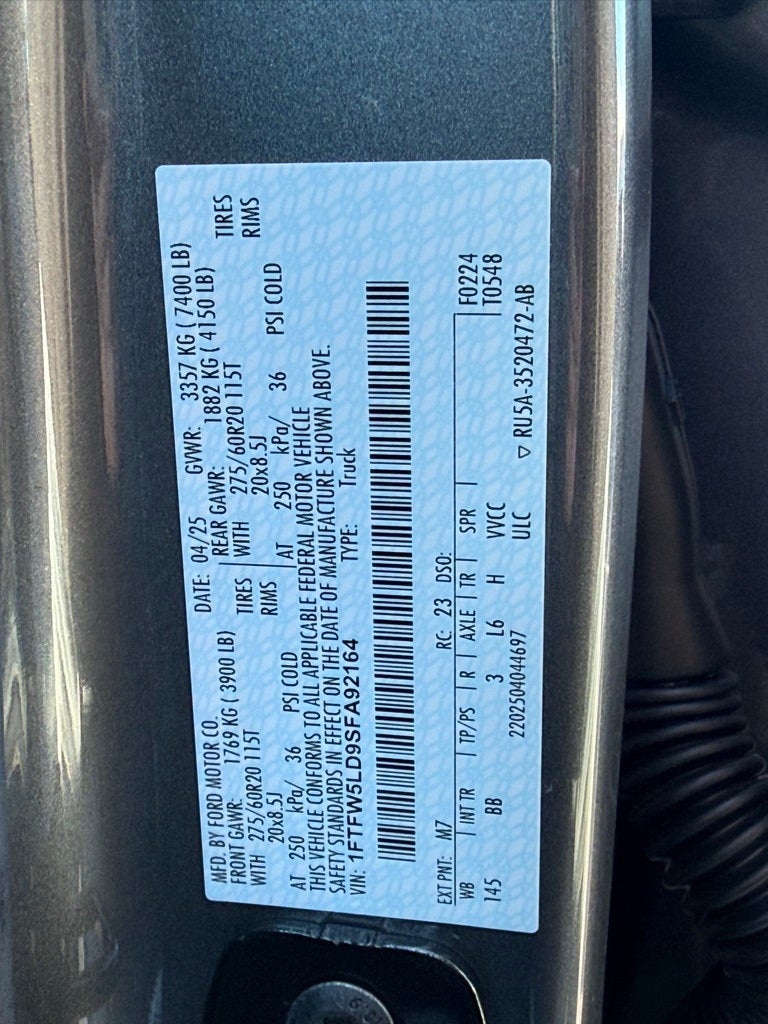 MFD. BY FORD MOTOR CO.
DATE: 04/25 GVWR: 3357 KG ( 7400 LB)
FRONT GAWR: 1769 KG ( 3900 LB) REAR GAWR: 1882 KG ( 4150 LB)
WITH 275/60R20 115T TIRES WITH 275/60R20 115T TIRES
20x8.5J RIMS 20x8.5J RIMS
AT 250 kPa/ 36 PSI COLD AT 250 kPa/ 36 PSI COLD
THIS VEHICLE CONFORMS TO ALL APPLICABLE FEDERAL MOTOR VEHICLE
SAFETY STANDARDS IN EFFECT ON THE DATE OF MANUFACTURE SHOWN ABOVE.
VIN: 1FTFW5LD9SFA92164 TYPE: Truck
EXT PNT: M7 RC: 23 DSO:
WB INT TR TP/PS R AXLE TR SPR F0224
145 BB 3 L6 H VVCC T0548
2202504044697 ULC ▽ RU5A-3520472-AB